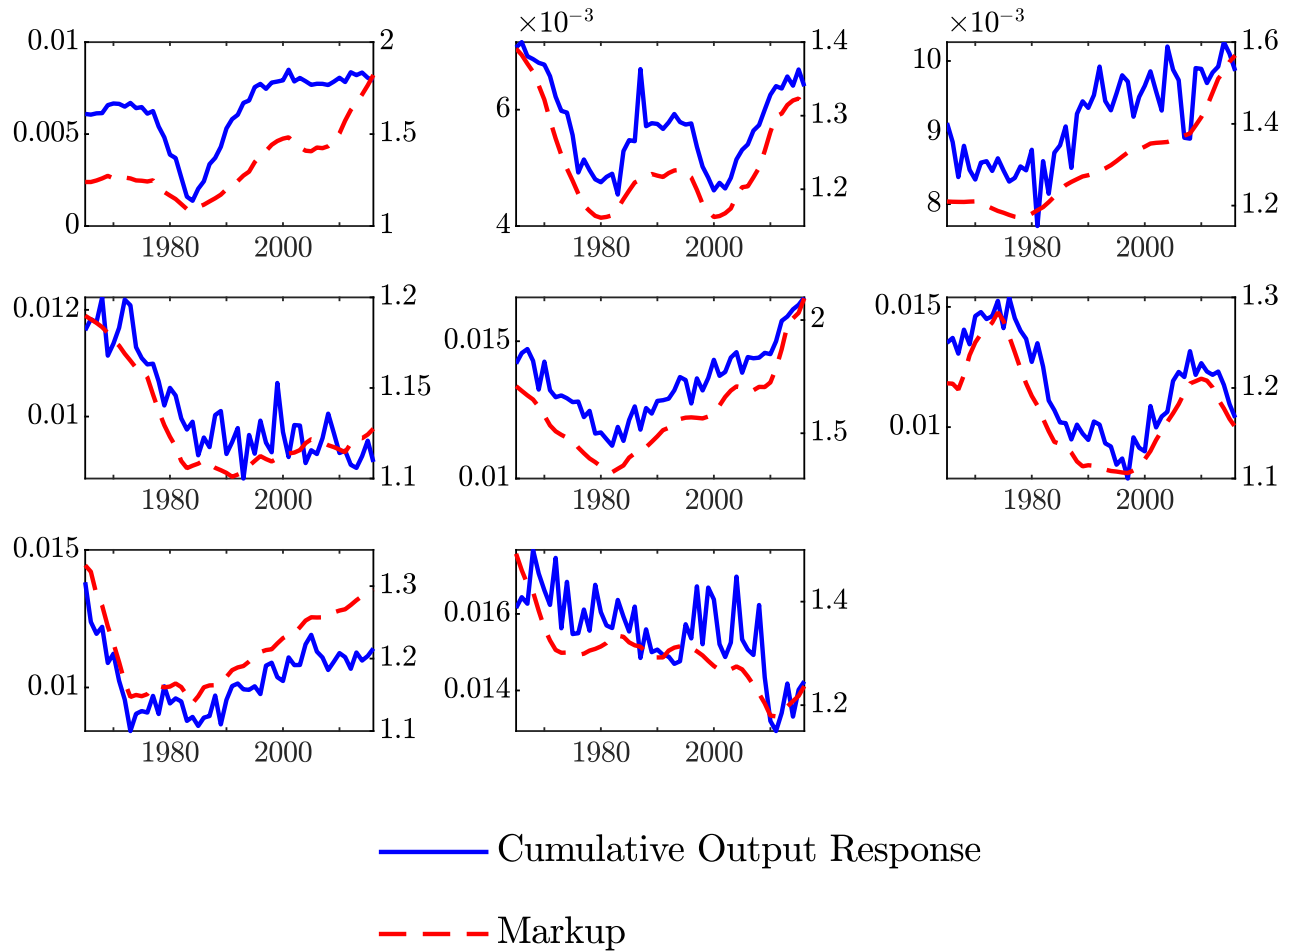 ×10⁻³ ×10⁻³
0.01 2 1.4 10 1.6
0.005 1.5 6 1.3 9 1.4
1.2 8 1.2
0 1 4
1980 2000 1980 2000 1980 2000
0.012 1.2 2 0.015 1.3
0.01 1.15 0.015 1.5 0.01 1.2
1.1 0.01 1.1
1980 2000 1980 2000 1980 2000
0.015 1.3 0.016 1.4
0.01 1.2 0.014 1.2
1.1
1980 2000 1980 2000
Cumulative Output Response
Markup